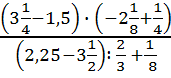 (3 1/4 − 1,5) · (−2 1/8 + 1/4)
(2,25 − 3 1/2) : 2/3 + 1/8